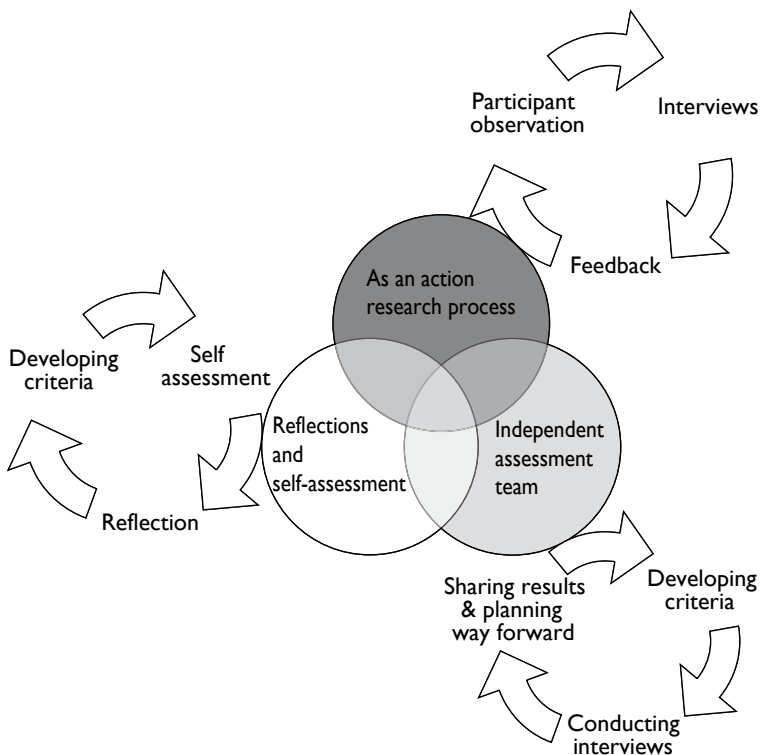 Participant
observation
Interviews
Feedback
As an action
research process
Developing
criteria
Self
assessment
Reflection
Reflections
and
self-assessment
Independent
assessment
team
Sharing results
& planning
way forward
Developing
criteria
Conducting
interviews